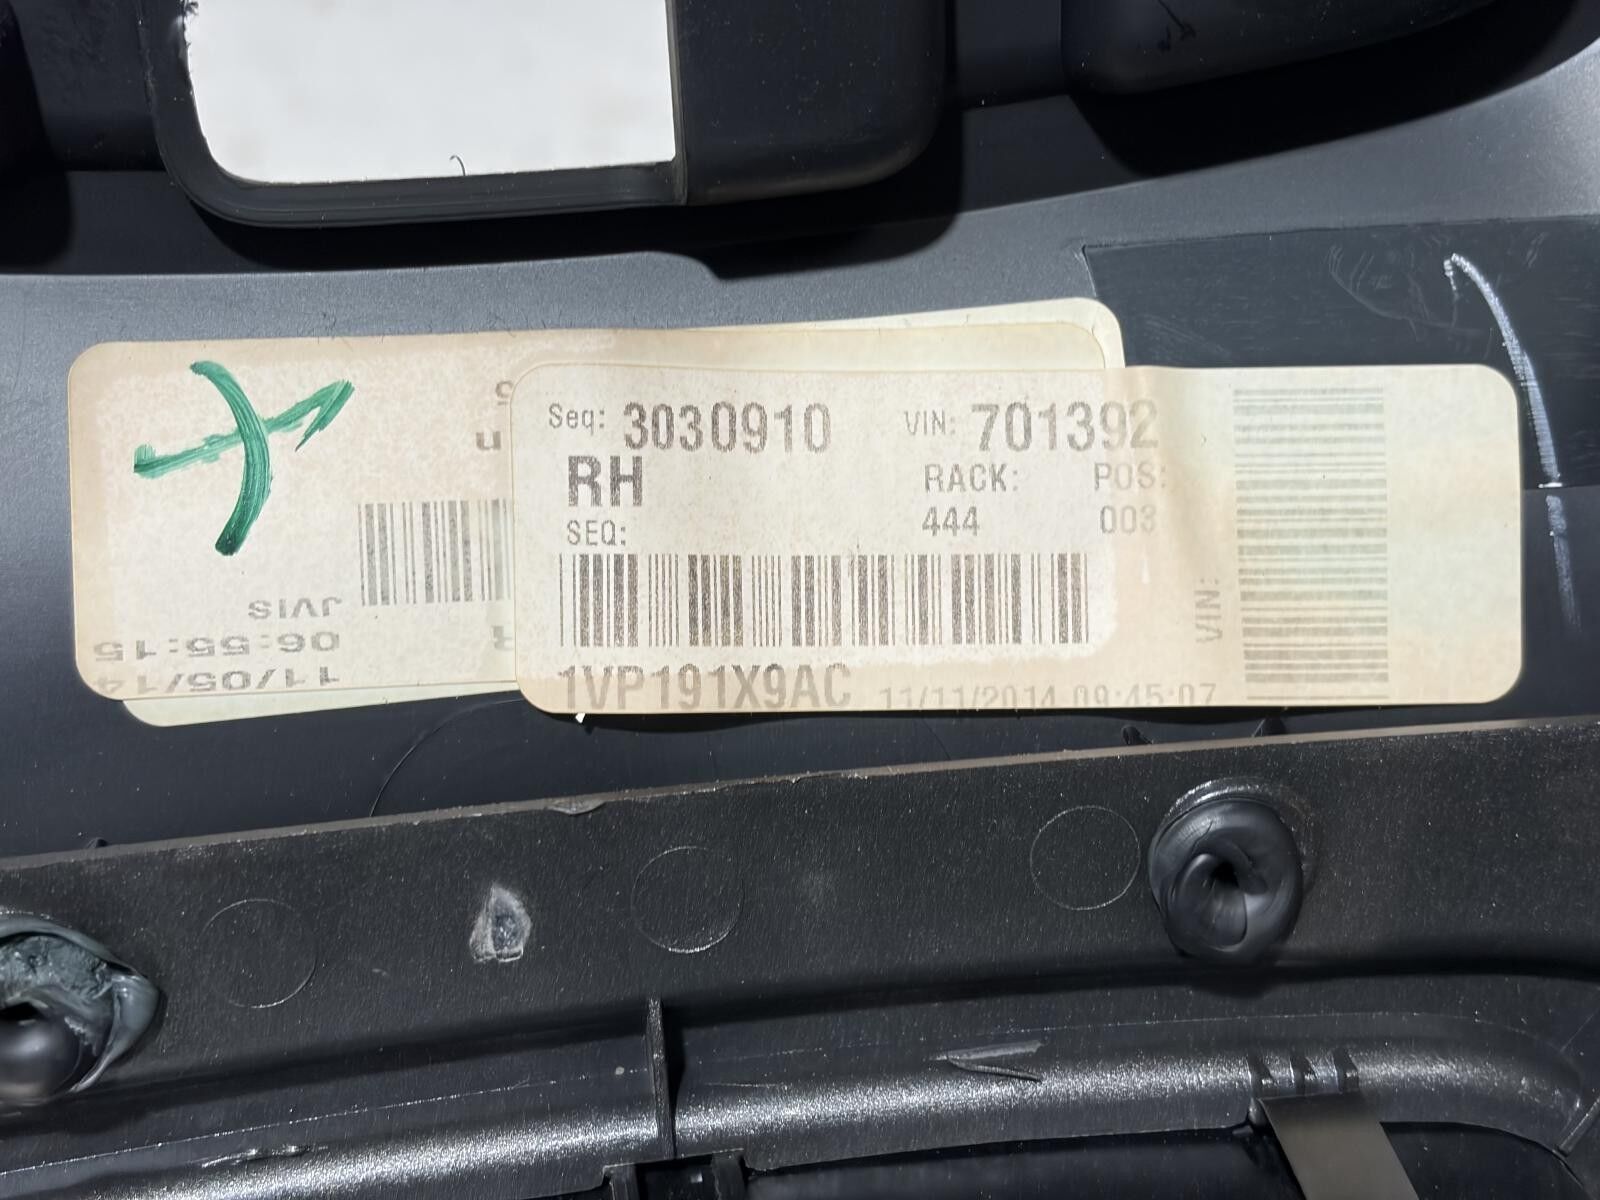 Seq: 3030910 VIN: 701392
RH RACK: POS:
SEQ: 444 003
VIN:
1VP191X9AC 11/11/2014 09:45:07
JVIS
06:55:15
11/05/14